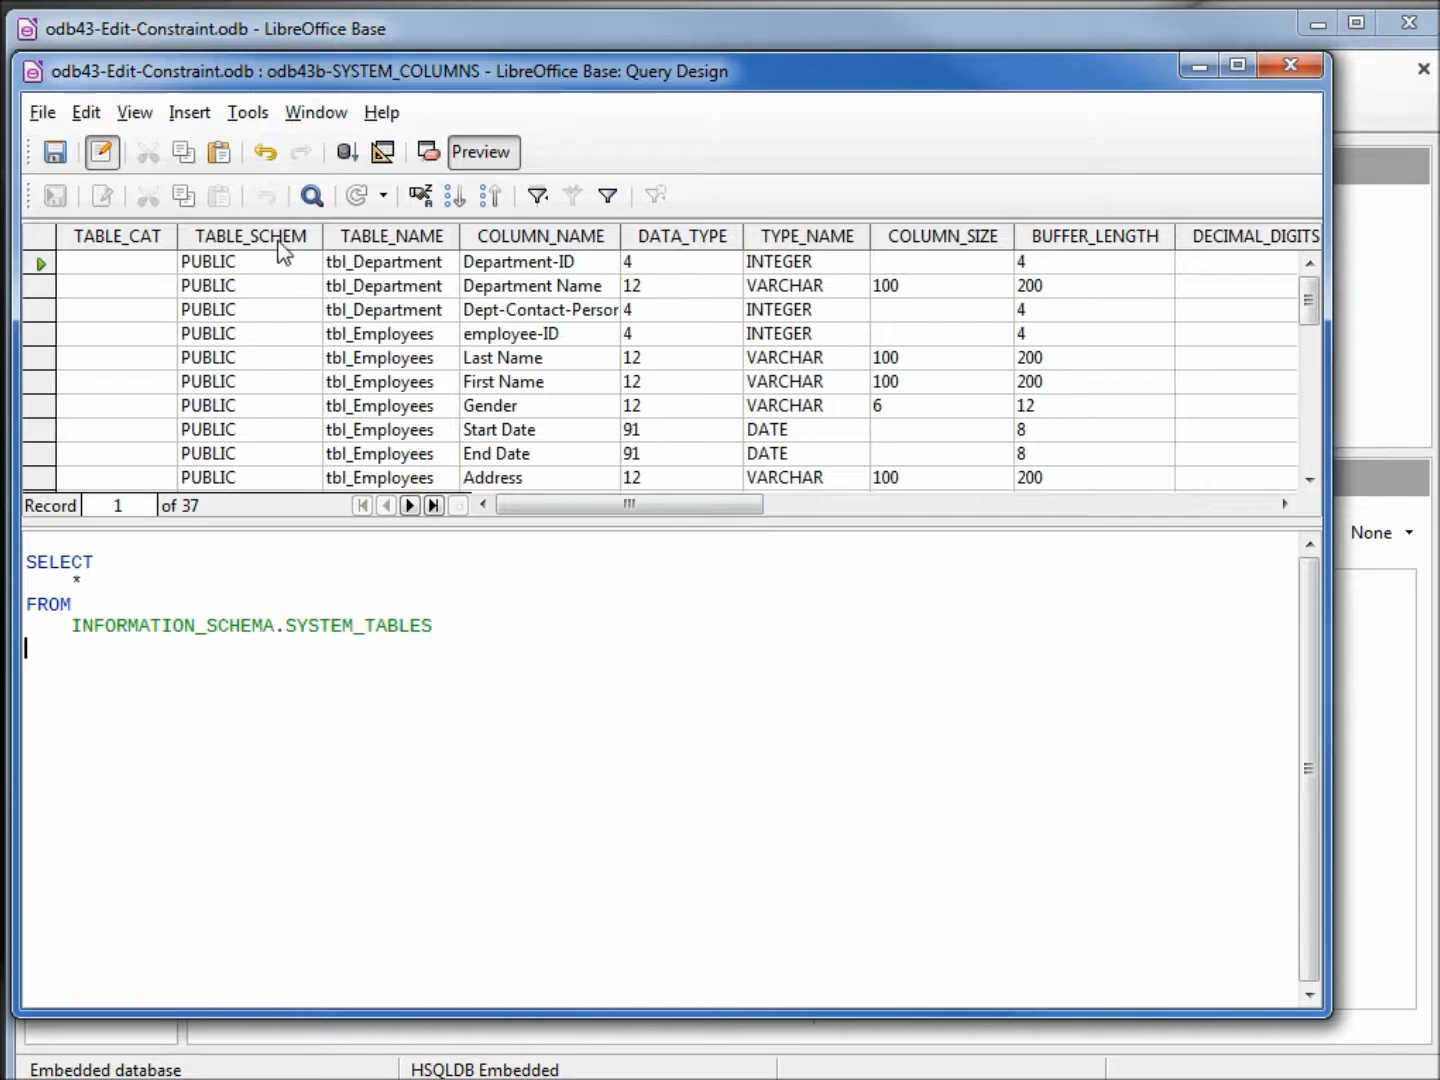 odb43-Edit-Constraint.odb - LibreOffice Base
odb43-Edit-Constraint.odb : odb43b-SYSTEM_COLUMNS - LibreOffice Base: Query Design
File Edit View Insert Tools Window Help
Preview
TABLE_CAT TABLE_SCHEM TABLE_NAME COLUMN_NAME DATA_TYPE TYPE_NAME COLUMN_SIZE BUFFER_LENGTH DECIMAL_DIGITS
PUBLIC tbl_Department Department-ID 4 INTEGER 4
PUBLIC tbl_Department Department Name 12 VARCHAR 100 200
PUBLIC tbl_Department Dept-Contact-Person 4 INTEGER 4
PUBLIC tbl_Employees employee-ID 4 INTEGER 4
PUBLIC tbl_Employees Last Name 12 VARCHAR 100 200
PUBLIC tbl_Employees First Name 12 VARCHAR 100 200
PUBLIC tbl_Employees Gender 12 VARCHAR 6 12
PUBLIC tbl_Employees Start Date 91 DATE 8
PUBLIC tbl_Employees End Date 91 DATE 8
PUBLIC tbl_Employees Address 12 VARCHAR 100 200
Record 1 of 37
None
SELECT
*
FROM
INFORMATION_SCHEMA.SYSTEM_TABLES
Embedded database HSQLDB Embedded